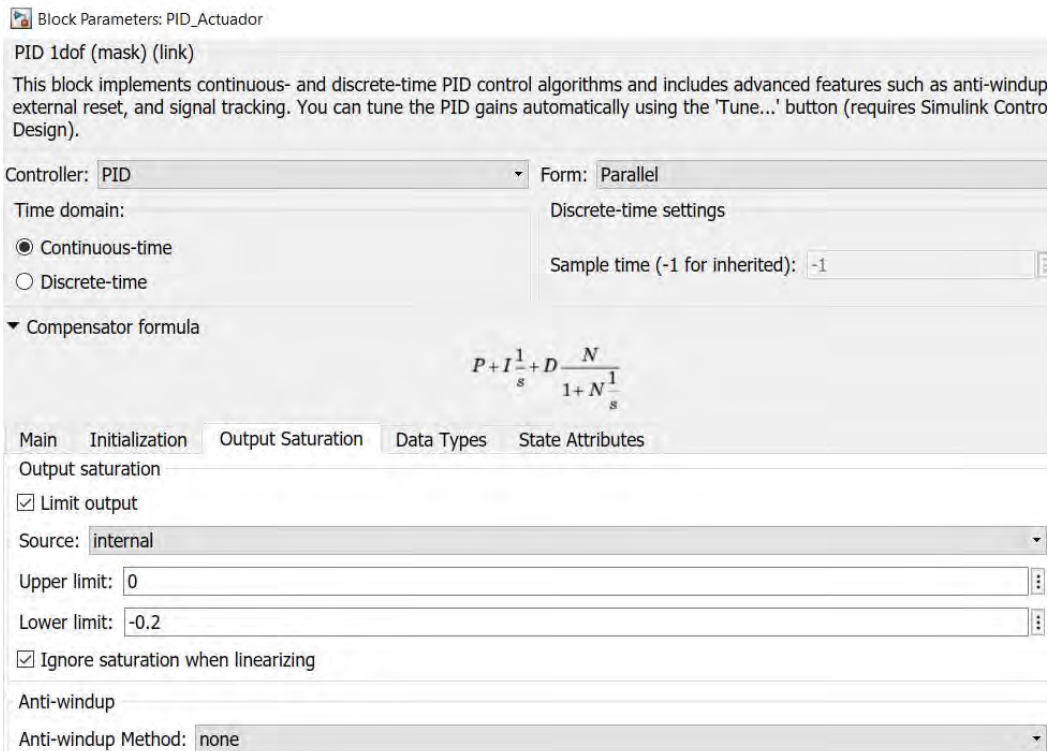 Block Parameters: PID_Actuador
PID 1dof (mask) (link)
This block implements continuous- and discrete-time PID control algorithms and includes advanced features such as anti-windup
external reset, and signal tracking. You can tune the PID gains automatically using the 'Tune...' button (requires Simulink Contro
Design).
Controller: PID Form: Parallel
Time domain: Discrete-time settings
Continuous-time
Sample time (-1 for inherited): -1
Discrete-time
Compensator formula
P+I\frac{1}{s}+D\frac{N}{1+N\frac{1}{s}}
Main Initialization Output Saturation Data Types State Attributes
Output saturation
Limit output
Source: internal
Upper limit: 0
Lower limit: -0.2
Ignore saturation when linearizing
Anti-windup
Anti-windup Method: none